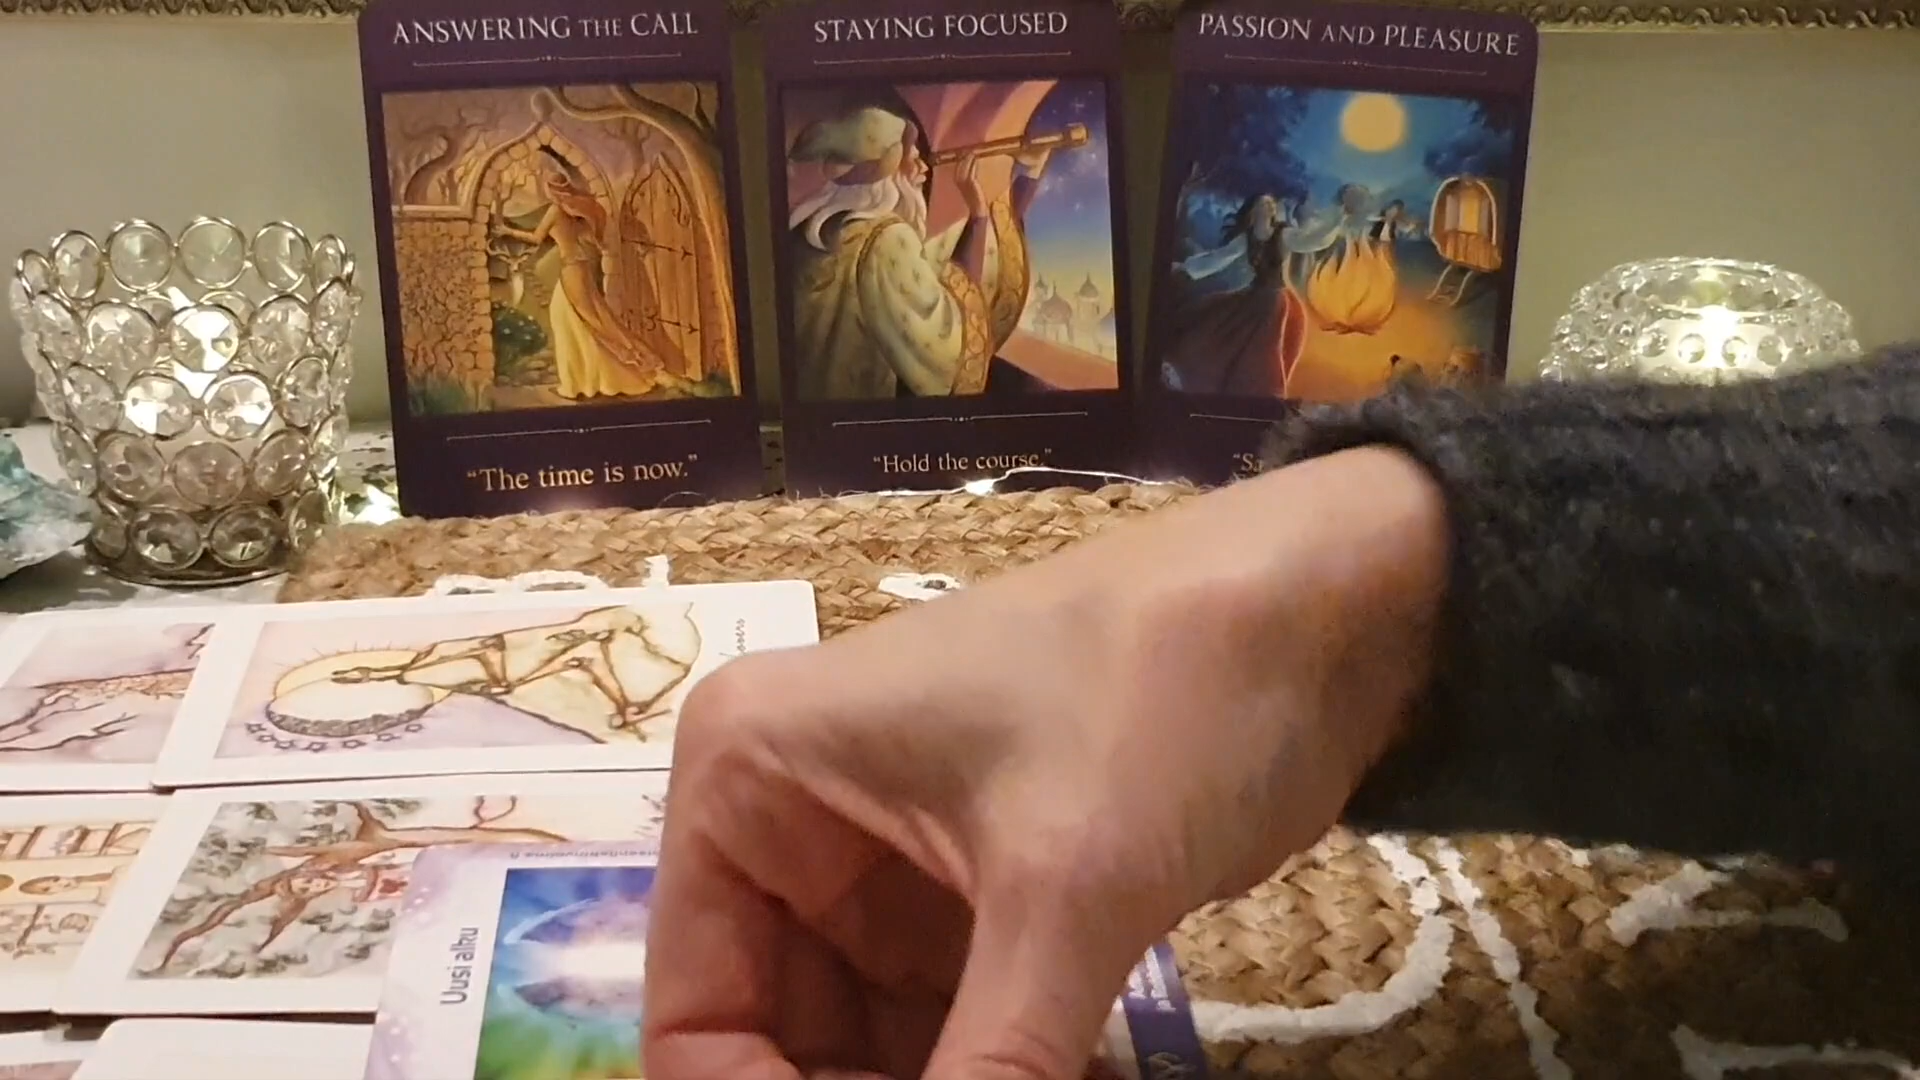 ANSWERING THE CALL
STAYING FOCUSED
PASSION AND PLEASURE
"The time is now."
"Hold the course."
Uusi alku